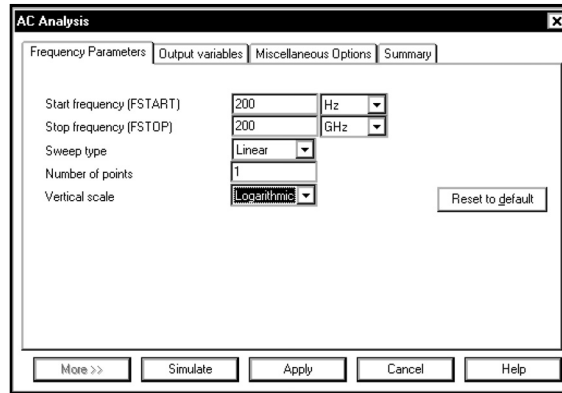 AC Analysis
Frequency Parameters Output variables Miscellaneous Options Summary
Start frequency (FSTART) 200 Hz
Stop frequency (FSTOP) 200 GHz
Sweep type Linear
Number of points 1
Vertical scale Logarithmic Reset to default
More >> Simulate Apply Cancel Help